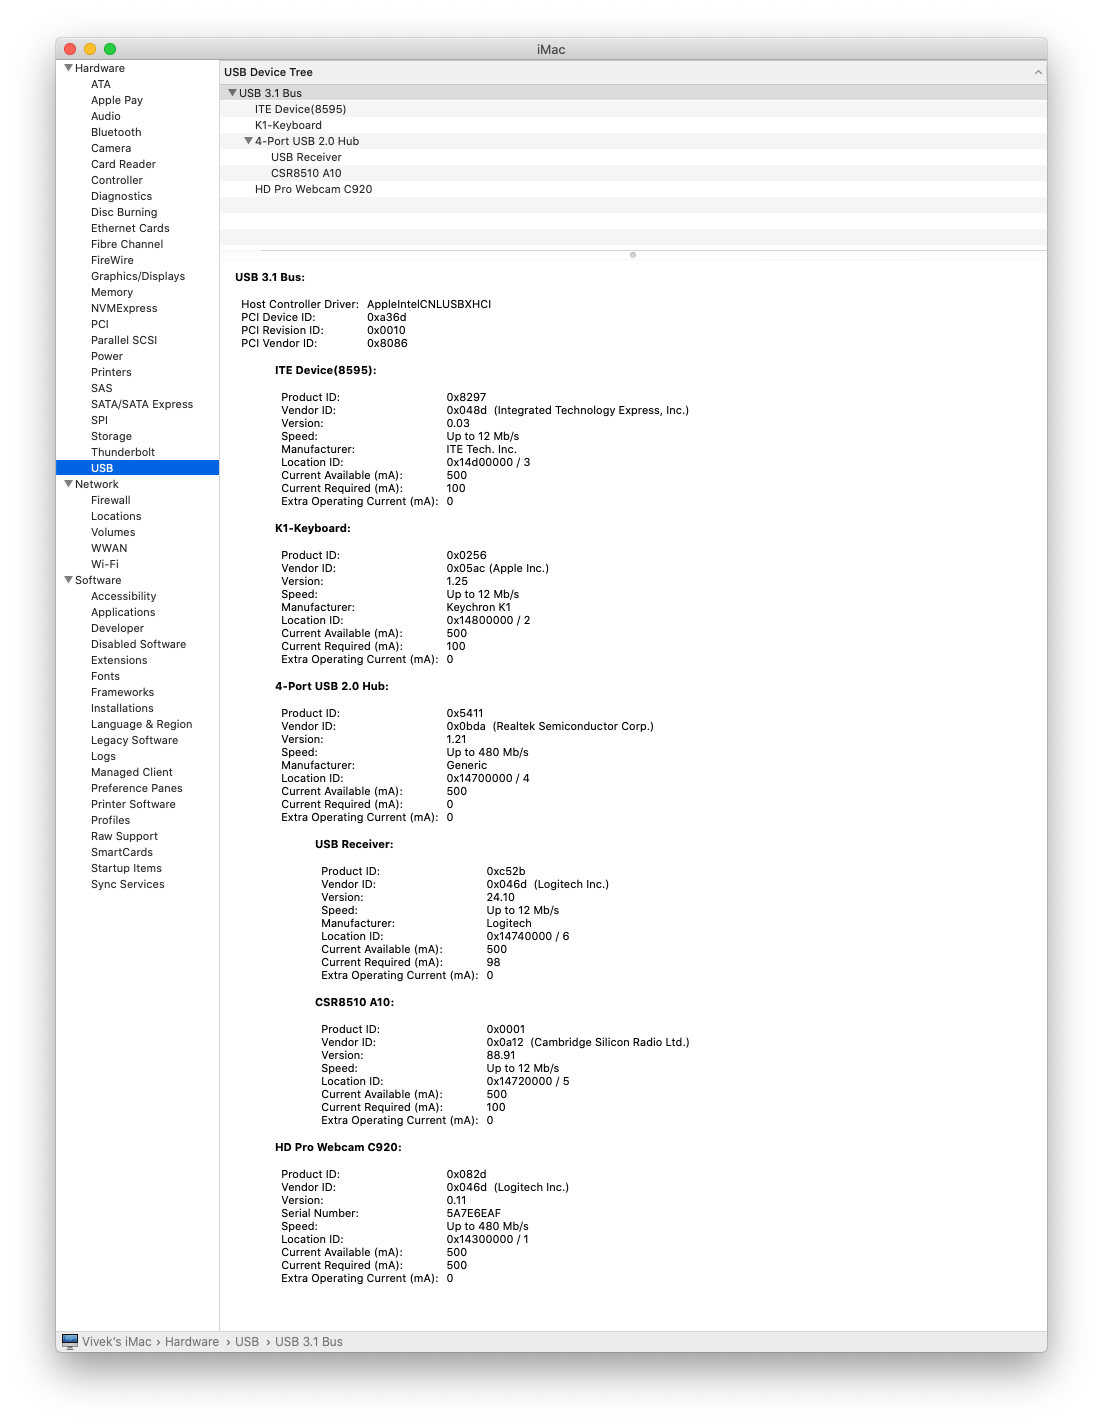 iMac
Hardware
ATA
Apple Pay
Audio
Bluetooth
Camera
Card Reader
Controller
Diagnostics
Disc Burning
Ethernet Cards
Fibre Channel
FireWire
Graphics/Displays
Memory
NVMExpress
PCI
Parallel SCSI
Power
Printers
SAS
SATA/SATA Express
SPI
Storage
Thunderbolt
USB
Network
Firewall
Locations
Volumes
WWAN
Wi-Fi
Software
Accessibility
Applications
Developer
Disabled Software
Extensions
Fonts
Frameworks
Installations
Language & Region
Legacy Software
Logs
Managed Client
Preference Panes
Printer Software
Profiles
Raw Support
SmartCards
Startup Items
Sync Services
USB Device Tree
USB 3.1 Bus
ITE Device(8595)
K1-Keyboard
4-Port USB 2.0 Hub
USB Receiver
CSR8510 A10
HD Pro Webcam C920
USB 3.1 Bus:
Host Controller Driver: AppleIntelCNLUSBXHCI
PCI Device ID: 0xa36d
PCI Revision ID: 0x0010
PCI Vendor ID: 0x8086
ITE Device(8595):
Product ID: 0x8297
Vendor ID: 0x048d (Integrated Technology Express, Inc.)
Version: 0.03
Speed: Up to 12 Mb/s
Manufacturer: ITE Tech. Inc.
Location ID: 0x14d00000 / 3
Current Available (mA): 500
Current Required (mA): 100
Extra Operating Current (mA): 0
K1-Keyboard:
Product ID: 0x0256
Vendor ID: 0x05ac (Apple Inc.)
Version: 1.25
Speed: Up to 12 Mb/s
Manufacturer: Keychron K1
Location ID: 0x14800000 / 2
Current Available (mA): 500
Current Required (mA): 100
Extra Operating Current (mA): 0
4-Port USB 2.0 Hub:
Product ID: 0x5411
Vendor ID: 0x0bda (Realtek Semiconductor Corp.)
Version: 1.21
Speed: Up to 480 Mb/s
Manufacturer: Generic
Location ID: 0x14700000 / 4
Current Available (mA): 500
Current Required (mA): 0
Extra Operating Current (mA): 0
USB Receiver:
Product ID: 0xc52b
Vendor ID: 0x046d (Logitech Inc.)
Version: 24.10
Speed: Up to 12 Mb/s
Manufacturer: Logitech
Location ID: 0x14740000 / 6
Current Available (mA): 500
Current Required (mA): 98
Extra Operating Current (mA): 0
CSR8510 A10:
Product ID: 0x0001
Vendor ID: 0x0a12 (Cambridge Silicon Radio Ltd.)
Version: 88.91
Speed: Up to 12 Mb/s
Location ID: 0x14720000 / 5
Current Available (mA): 500
Current Required (mA): 100
Extra Operating Current (mA): 0
HD Pro Webcam C920:
Product ID: 0x082d
Vendor ID: 0x046d (Logitech Inc.)
Version: 0.11
Serial Number: 5A7E6EAF
Speed: Up to 480 Mb/s
Location ID: 0x14300000 / 1
Current Available (mA): 500
Current Required (mA): 500
Extra Operating Current (mA): 0
Vivek's iMac › Hardware › USB › USB 3.1 Bus